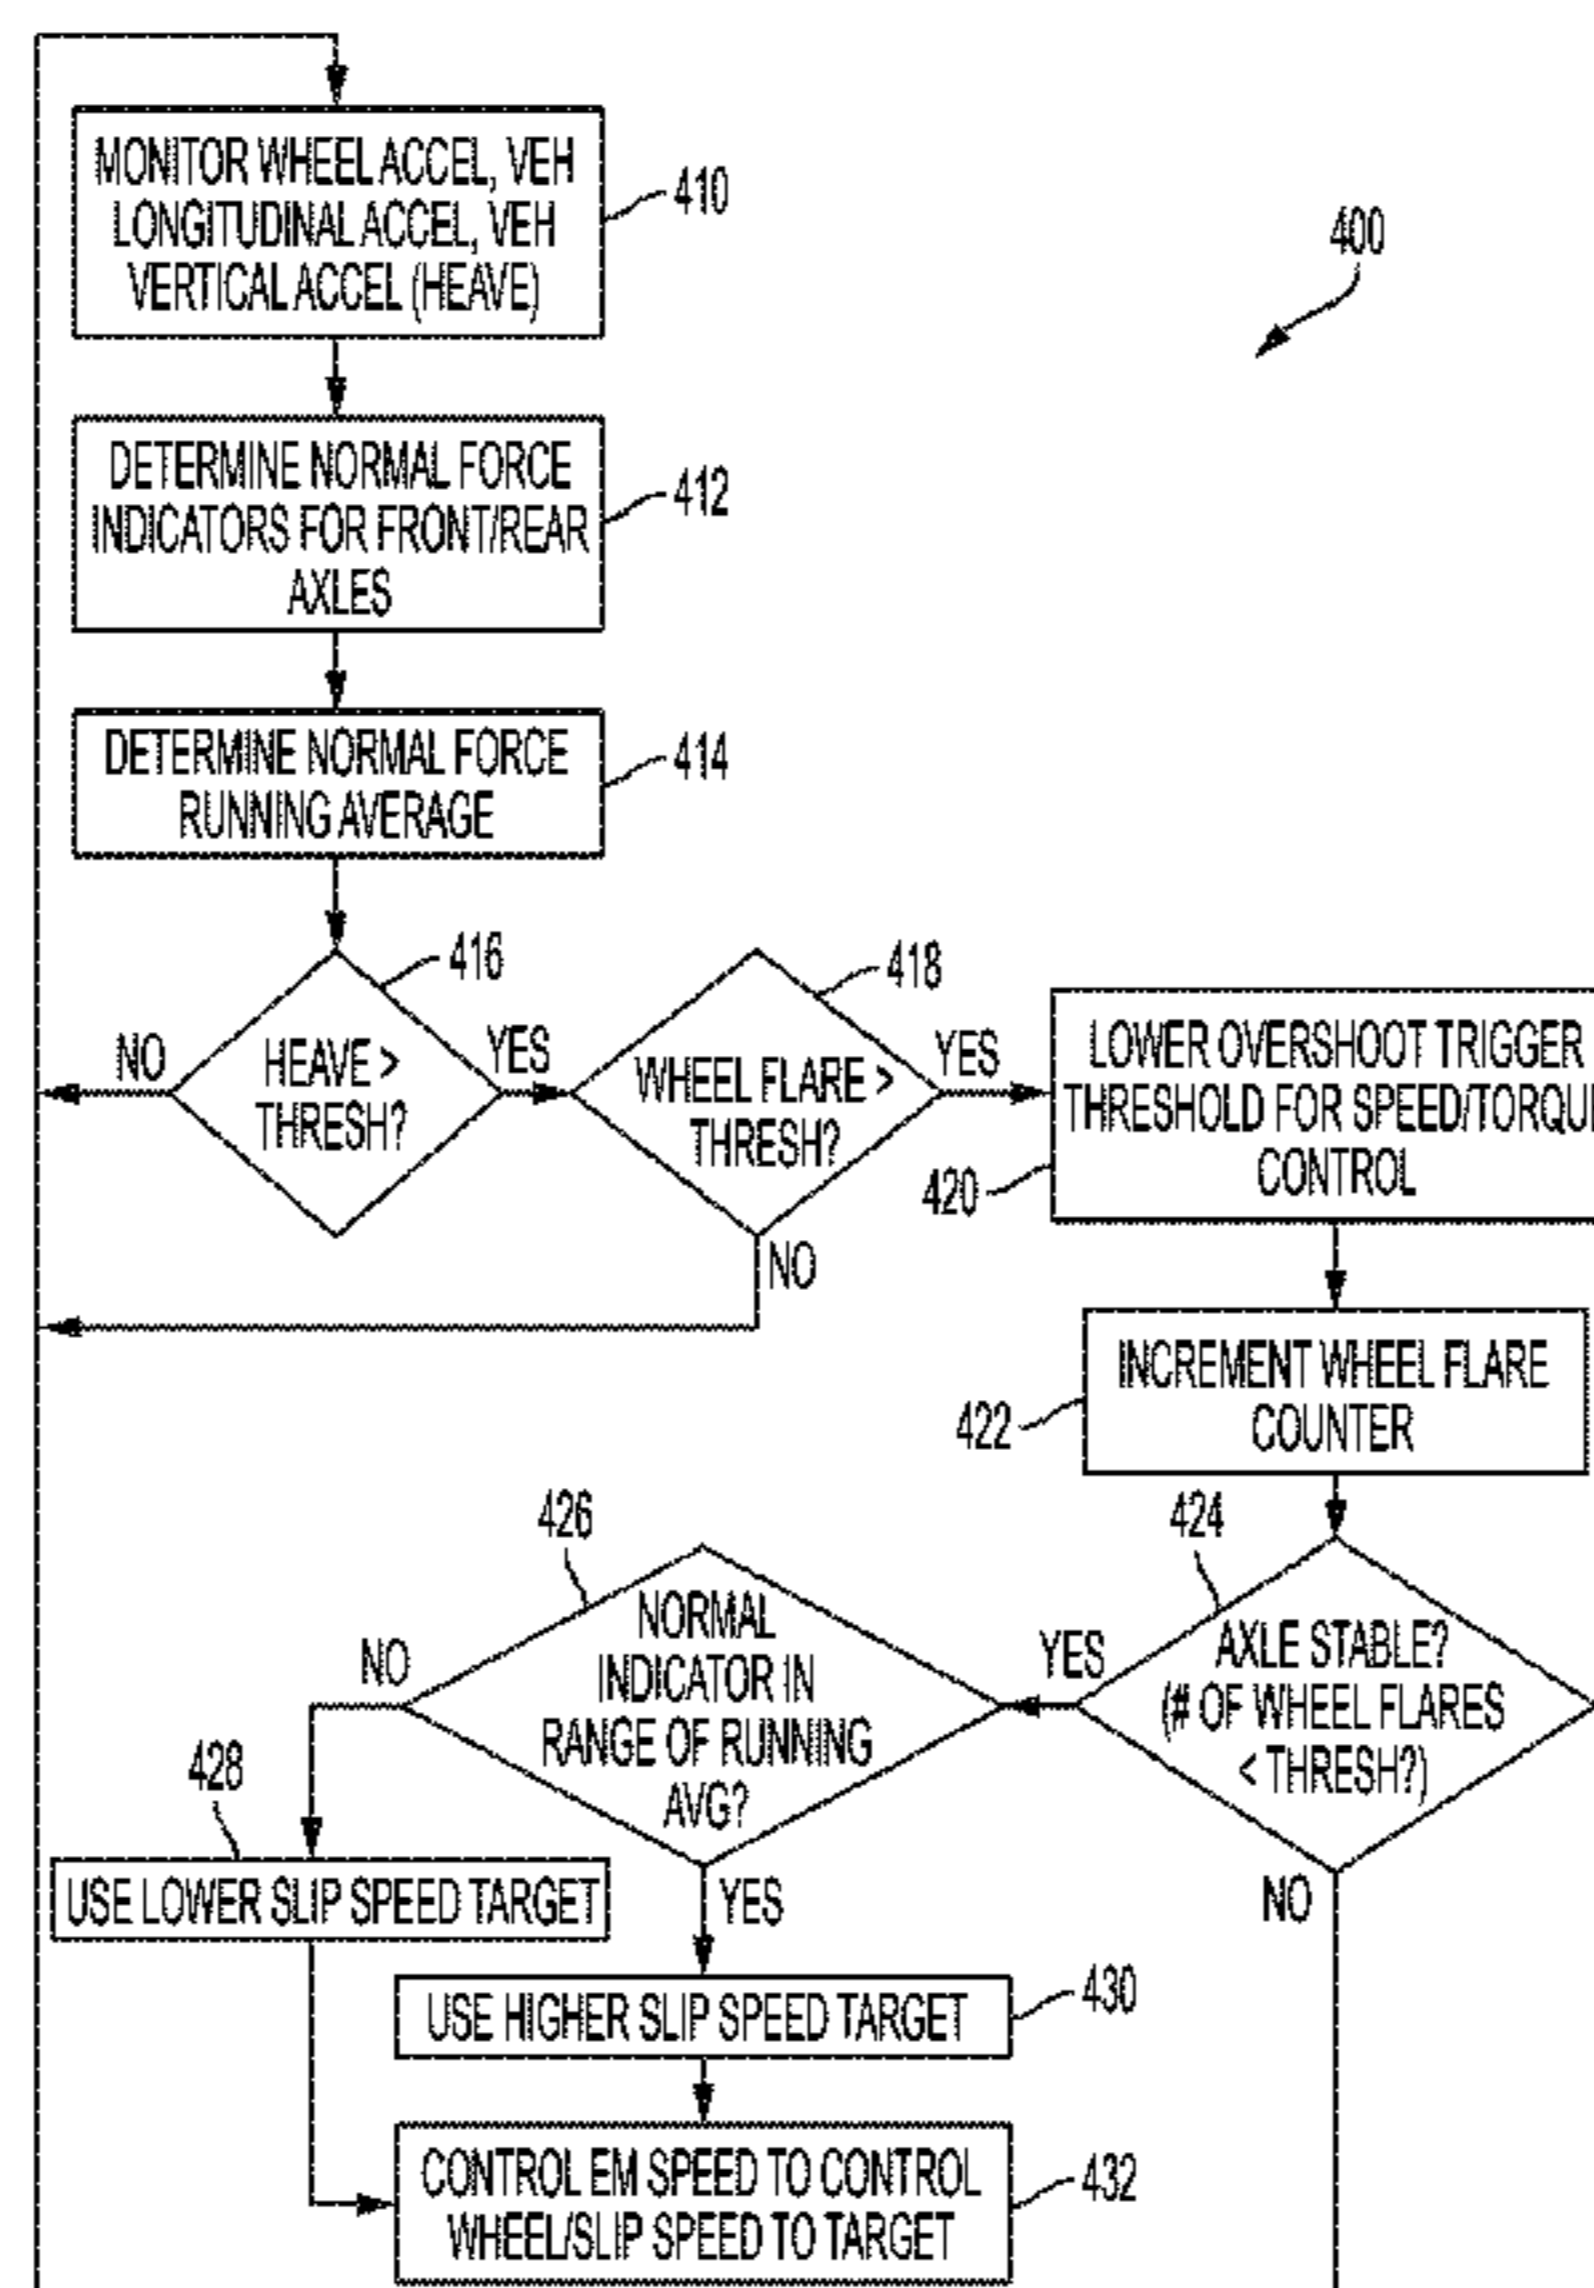 MONITOR WHEEL ACCEL, VEH
LONGITUDINAL ACCEL, VEH
VERTICAL ACCEL (HEAVE)
410
400
DETERMINE NORMAL FORCE
INDICATORS FOR FRONT/REAR
AXLES
412
DETERMINE NORMAL FORCE
RUNNING AVERAGE
414
416
NO
HEAVE >
THRESH?
YES
418
WHEEL FLARE >
THRESH?
YES
NO
LOWER OVERSHOOT TRIGGER
THRESHOLD FOR SPEED/TORQU
CONTROL
420
INCREMENT WHEEL FLARE
COUNTER
422
424
AXLE STABLE?
(# OF WHEEL FLARES
< THRESH?)
YES
NO
426
NORMAL
INDICATOR IN
RANGE OF RUNNING
AVG?
NO
YES
428
USE LOWER SLIP SPEED TARGET
USE HIGHER SLIP SPEED TARGET
430
CONTROL EM SPEED TO CONTROL
WHEEL/SLIP SPEED TO TARGET
432